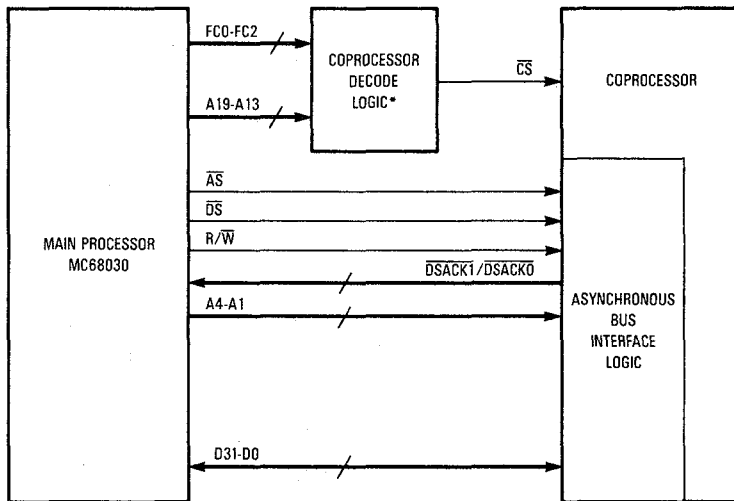 FC0-FC2
COPROCESSOR
DECODE
LOGIC*
CS
COPROCESSOR
A19-A13
AS
DS
R/W
MAIN PROCESSOR
MC68030
DSACK1/DSACK0
A4-A1
ASYNCHRONOUS
BUS
INTERFACE
LOGIC
D31-D0